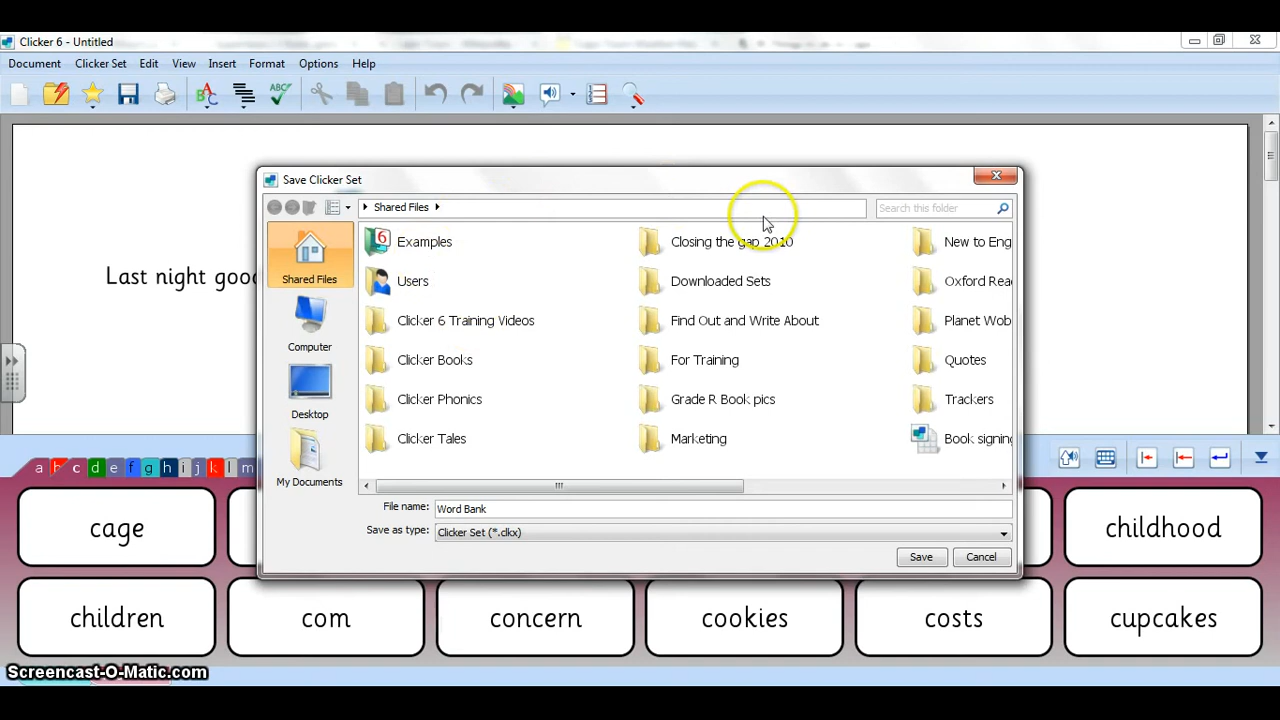 Clicker 6 - Untitled
Document Clicker Set Edit View Insert Format Options Help
ABC
Last night good
Save Clicker Set
Shared Files
Search this folder
Shared Files
Computer
Desktop
My Documents
6 Examples
Users
Clicker 6 Training Videos
Clicker Books
Clicker Phonics
Clicker Tales
Closing the gap 2010
Downloaded Sets
Find Out and Write About
For Training
Grade R Book pics
Marketing
New to Eng
Oxford Rea
Planet Wob
Quotes
Trackers
Book signing
File name: Word Bank
Save as type: Clicker Set (*.clkx)
Save Cancel
a b c d e f g h i j k l m
cage childhood
children com concern cookies costs cupcakes
Screencast-O-Matic.com